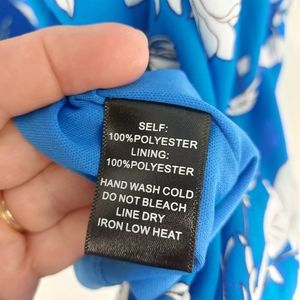 SELF:
100%POLYESTER
LINING:
100%POLYESTER
HAND WASH COLD
DO NOT BLEACH
LINE DRY
IRON LOW HEAT